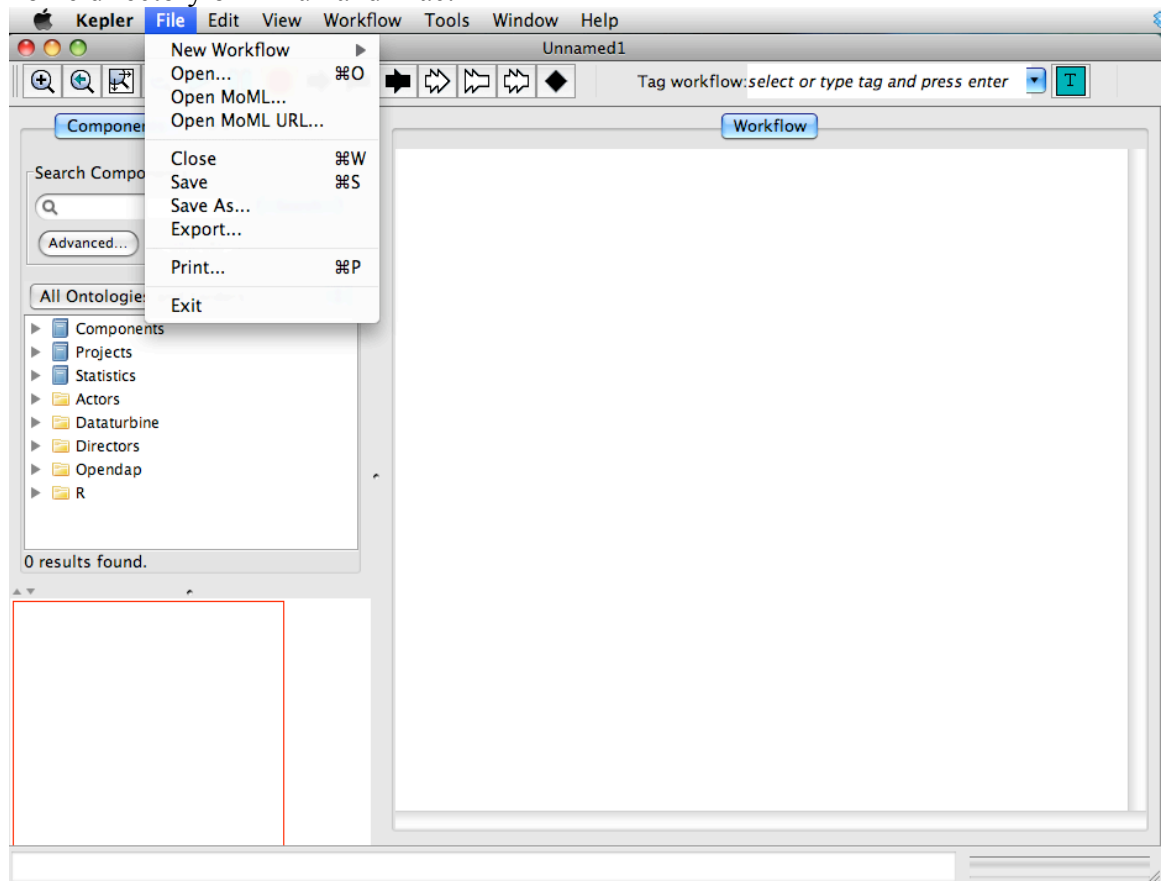 Kepler File Edit View Workflow Tools Window Help
Unnamed1
Tag workflow: select or type tag and press enter T
New Workflow
Open... ⌘O
Open MoML...
Open MoML URL...
Close ⌘W
Save ⌘S
Save As...
Export...
Print... ⌘P
Exit
Workflow
Advanced...
Components
Projects
Statistics
Actors
Dataturbine
Directors
Opendap
R
0 results found.
Search
All